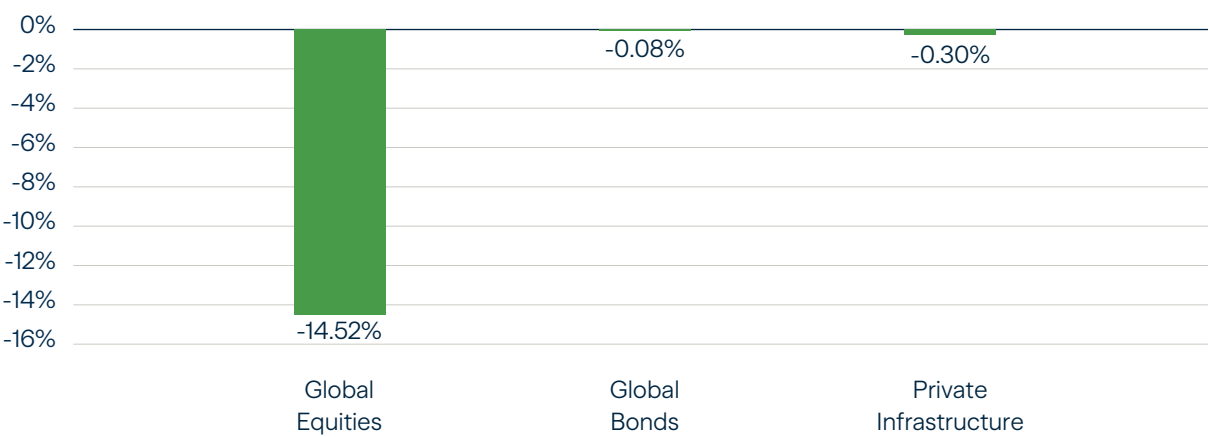 0%
-2%
-4%
-6%
-8%
-10%
-12%
-14%
-16%
-14.52%
-0.08%
-0.30%
Global
Equities
Global
Bonds
Private
Infrastructure